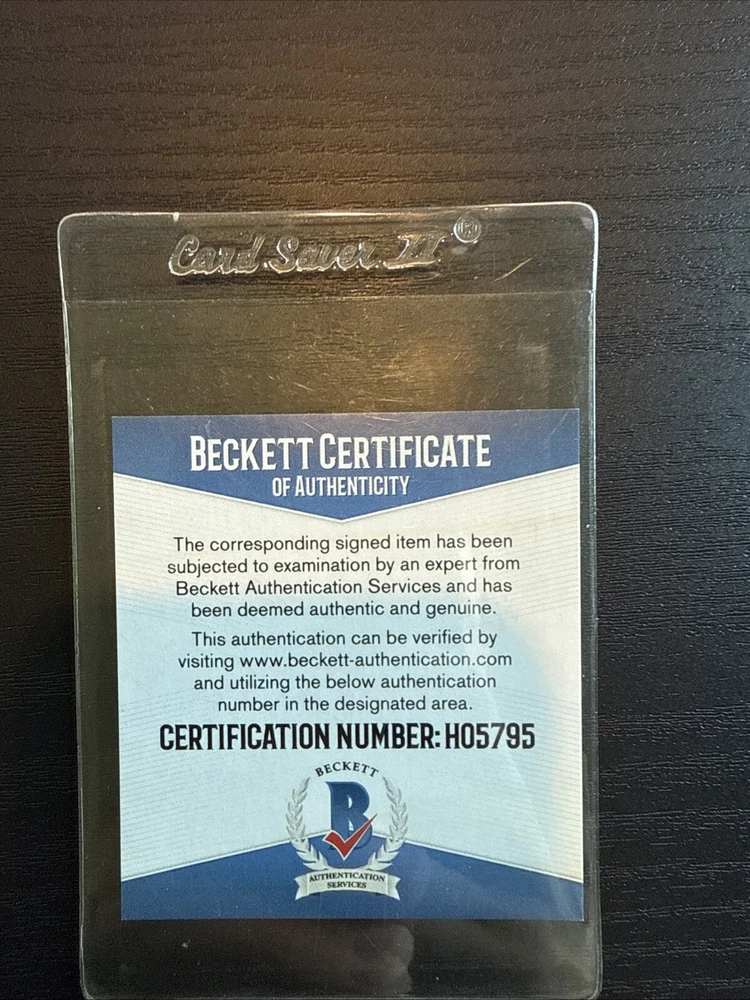 Card Saver II ®
BECKETT CERTIFICATE
OF AUTHENTICITY
The corresponding signed item has been
subjected to examination by an expert from
Beckett Authentication Services and has
been deemed authentic and genuine.
This authentication can be verified by
visiting www.beckett-authentication.com
and utilizing the below authentication
number in the designated area.
CERTIFICATION NUMBER: H05795
BECKETT
B
AUTHENTICATION
SERVICES